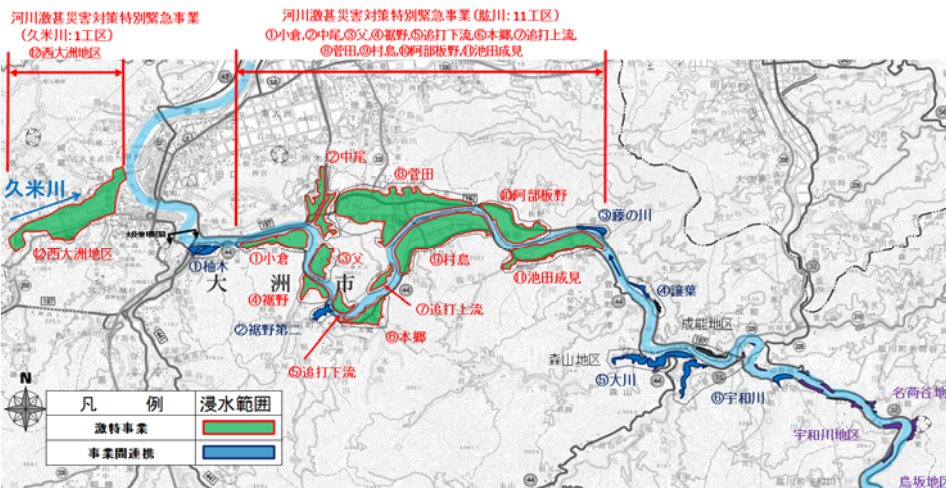 河川激甚災害対策特別緊急事業
(久米川:1工区)
⑫西大洲地区
河川激甚災害対策特別緊急事業(肱川:11工区)
①小倉,②中尾,③父,④裾野,⑤追打下流,⑥本郷,⑦追打上流,
⑧菅田,⑨村島,⑩阿部板野,⑪池田成見
②中尾
⑧菅田
⑩阿部板野
③藤の川
久米川
⑫西大洲地区
①柚木
①小倉
③父
⑨村島
⑪池田成見
大洲市
④裾野
④譲葉
②裾野第二
⑦追打上流
⑥本郷
⑤追打下流
成能地区
森山地区
⑤大川
⑥宇和川
名荷谷地
宇和川地区
鳥坂地区
N
凡 例
浸水範囲
激特事業
事業間連携